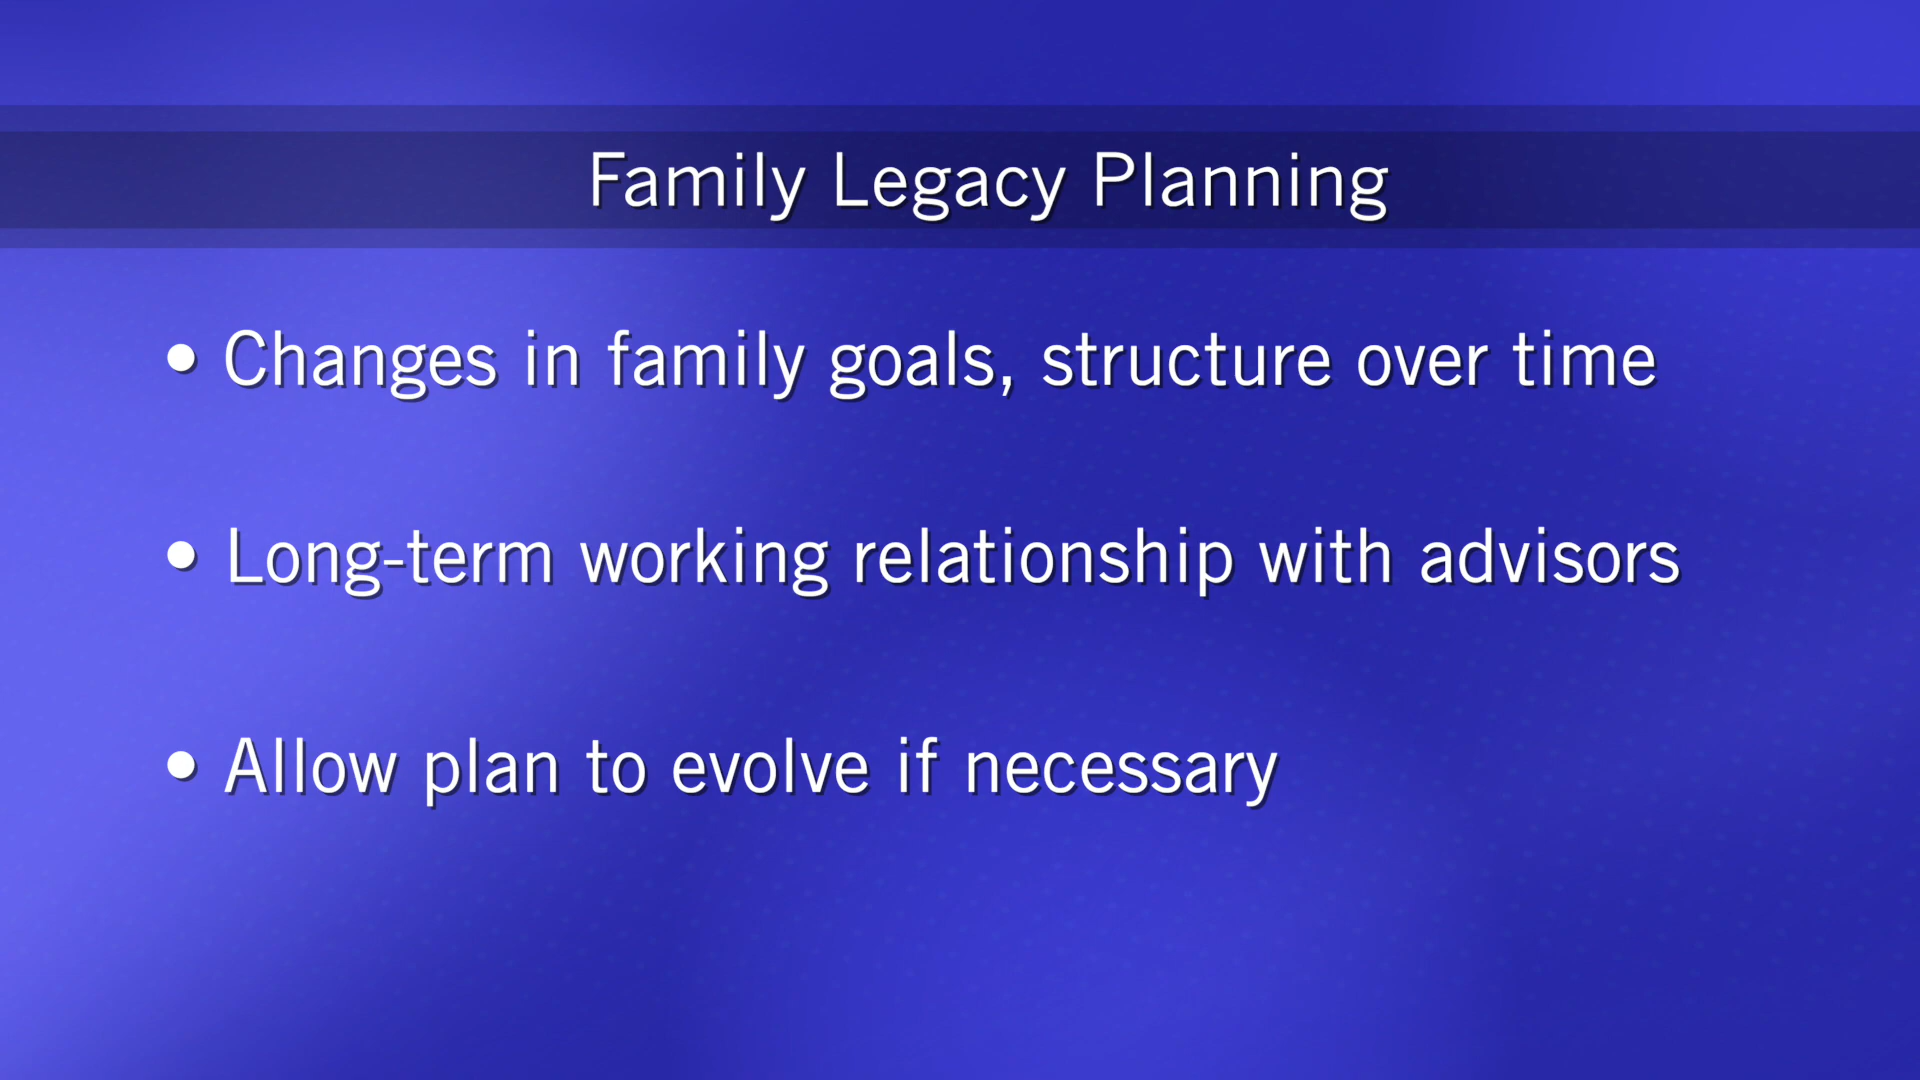 Family Legacy Planning
• Changes in family goals, structure over time
• Long-term working relationship with advisors
• Allow plan to evolve if necessary